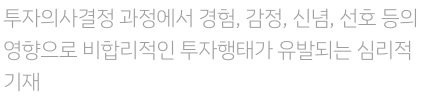 투자의사결정 과정에서 경험, 감정, 신념, 선호 등의
영향으로 비합리적인 투자행태가 유발되는 심리적
기재